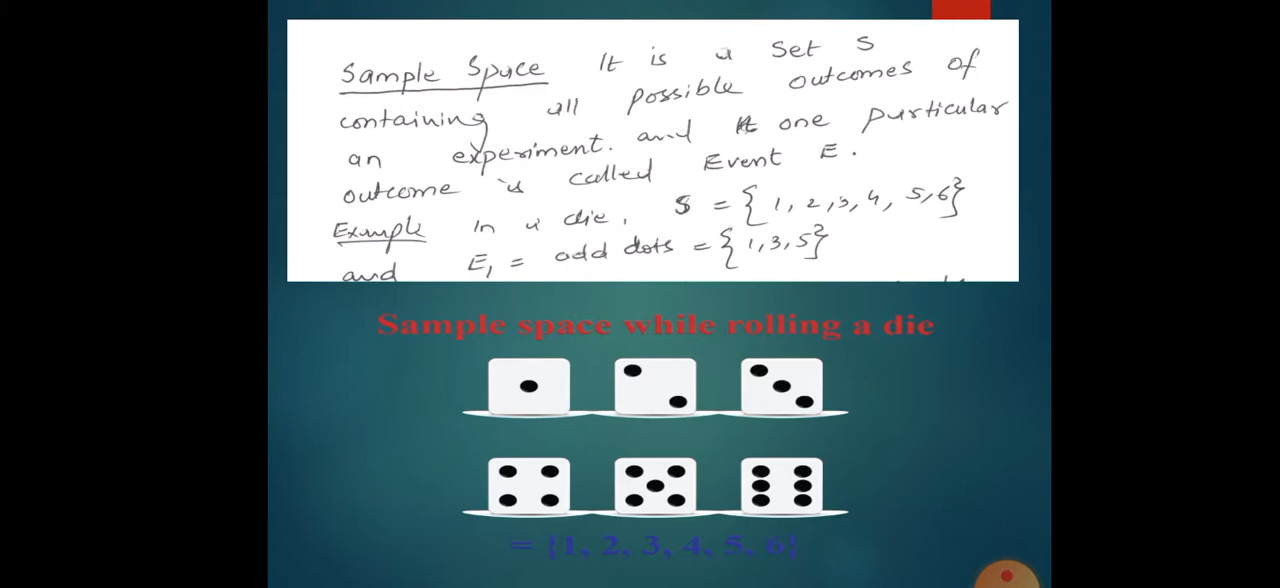 Sample Space It is a Set S
containing all possible outcomes of
an experiment. and one particular
outcome is called Event E.
Example In a die, S = {1, 2, 3, 4, 5, 6}
and E₁ = odd dots = {1, 3, 5}
Sample space while rolling a die
= {1, 2, 3, 4, 5, 6}